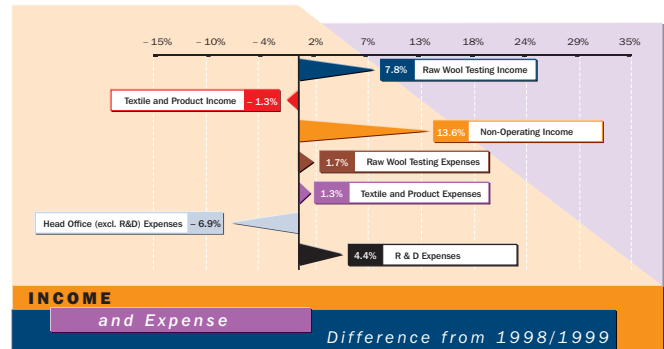 – 15% – 10% – 4% 2% 7% 13% 18% 24% 29% 35%
7.8% Raw Wool Testing Income
Textile and Product Income – 1.3%
13.6% Non-Operating Income
1.7% Raw Wool Testing Expenses
1.3% Textile and Product Expenses
Head Office (excl. R&D) Expenses – 6.9%
4.4% R & D Expenses
INCOME
and Expense
Difference from 1998/1999